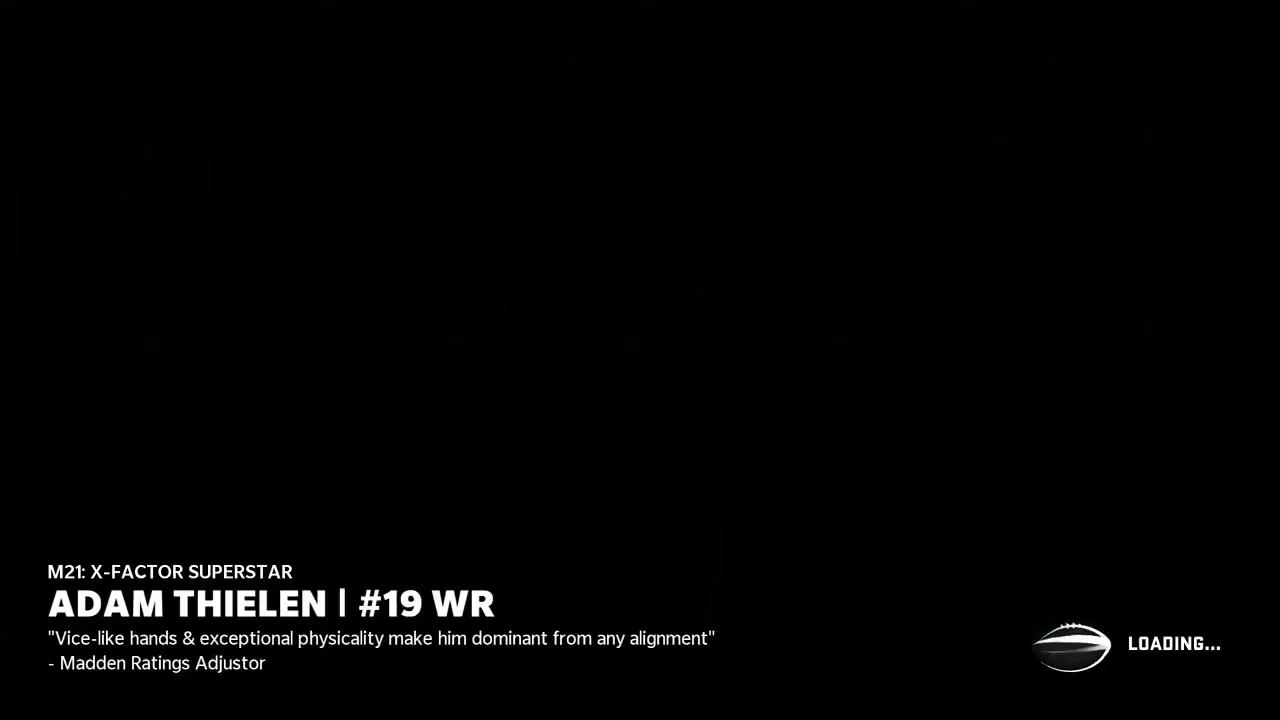 M21: X-FACTOR SUPERSTAR
ADAM THIELEN | #19 WR
"Vice-like hands & exceptional physicality make him dominant from any alignment"
- Madden Ratings Adjustor
LOADING...